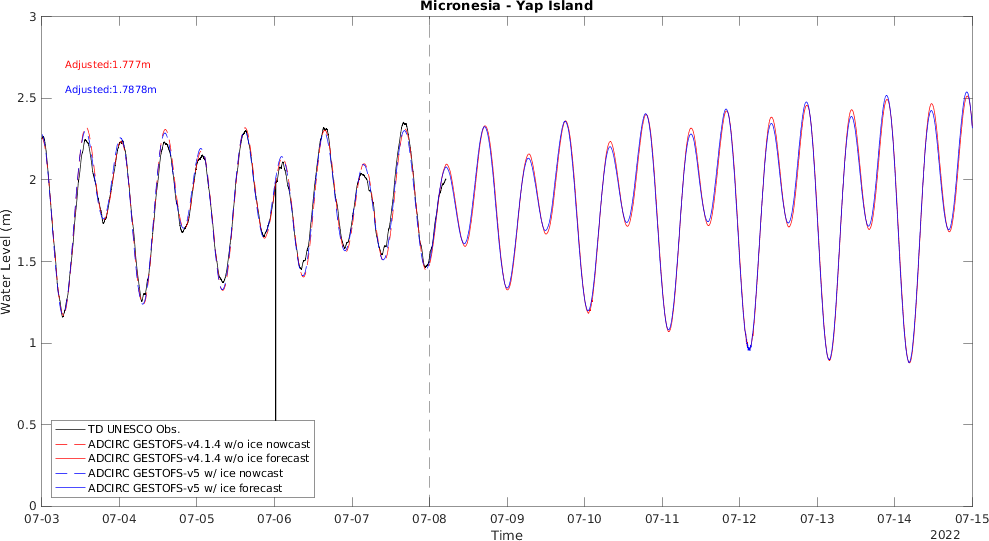 Micronesia - Yap Island
3
Adjusted:1.777m
Adjusted:1.7878m
2.5
2
1.5
1
0.5
0
Water Level (m)
TD UNESCO Obs.
ADCIRC GESTOFS-v4.1.4 w/o ice nowcast
ADCIRC GESTOFS-v4.1.4 w/o ice forecast
ADCIRC GESTOFS-v5 w/ ice nowcast
ADCIRC GESTOFS-v5 w/ ice forecast
07-03 07-04 07-05 07-06 07-07 07-08 07-09 07-10 07-11 07-12 07-13 07-14 07-15
Time
2022